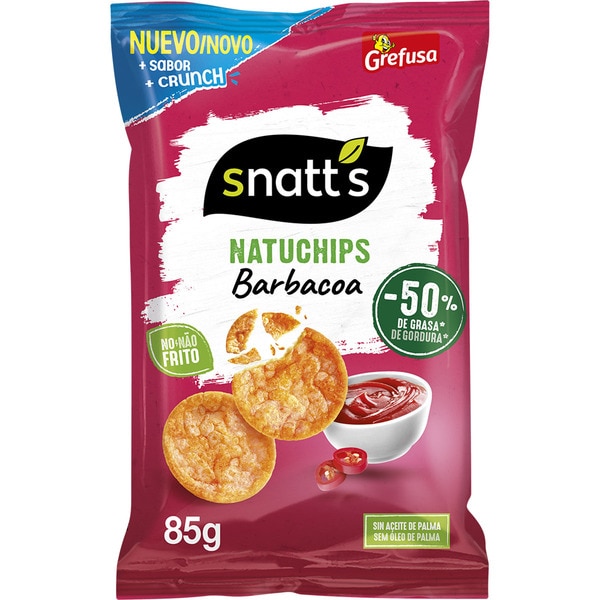 NUEVO/NOVO
+ SABOR
+ CRUNCH
Grefusa
snatt's
NATUCHIPS
Barbacoa
-50%
DE GRASA*
DE GORDURA*
NO•NÃO
FRITO
85g
SIN ACEITE DE PALMA
SEM ÓLEO DE PALMA